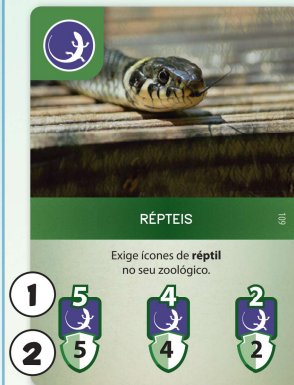 RÉPTEIS
109
Exige ícones de réptil
no seu zoológico.
1 5 4 2
2 5 4 2